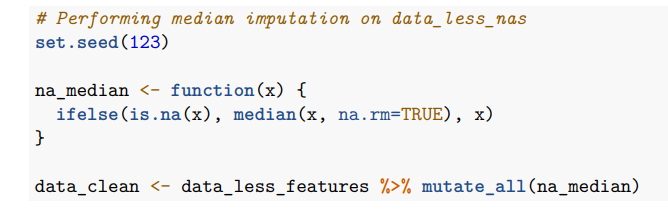 # Performing median imputation on data_less_nas
set.seed(123)
na_median <- function(x) {
ifelse(is.na(x), median(x, na.rm=TRUE), x)
}
data_clean <- data_less_features %>% mutate_all(na_median)